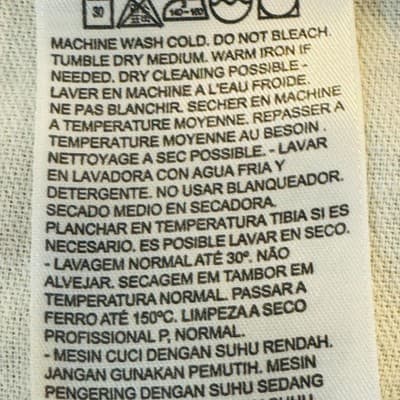 30 140-160
MACHINE WASH COLD. DO NOT BLEACH.
TUMBLE DRY MEDIUM. WARM IRON IF
NEEDED. DRY CLEANING POSSIBLE -
LAVER EN MACHINE A L'EAU FROIDE.
NE PAS BLANCHIR. SECHER EN MACHINE
A TEMPERATURE MOYENNE. REPASSER A
TEMPERATURE MOYENNE AU BESOIN .
NETTOYAGE A SEC POSSIBLE. - LAVAR
EN LAVADORA CON AGUA FRIA Y
DETERGENTE. NO USAR BLANQUEADOR.
SECADO MEDIO EN SECADORA.
PLANCHAR EN TEMPERATURA TIBIA SI ES
NECESARIO. ES POSIBLE LAVAR EN SECO.
- LAVAGEM NORMAL ATÉ 30º. NÃO
ALVEJAR. SECAGEM EM TAMBOR EM
TEMPERATURA NORMAL. PASSAR A
FERRO ATÉ 150ºC. LIMPEZA A SECO
PROFISSIONAL P, NORMAL.
- MESIN CUCI DENGAN SUHU RENDAH.
JANGAN GUNAKAN PEMUTIH. MESIN
PENGERING DENGAN SUHU SEDANG